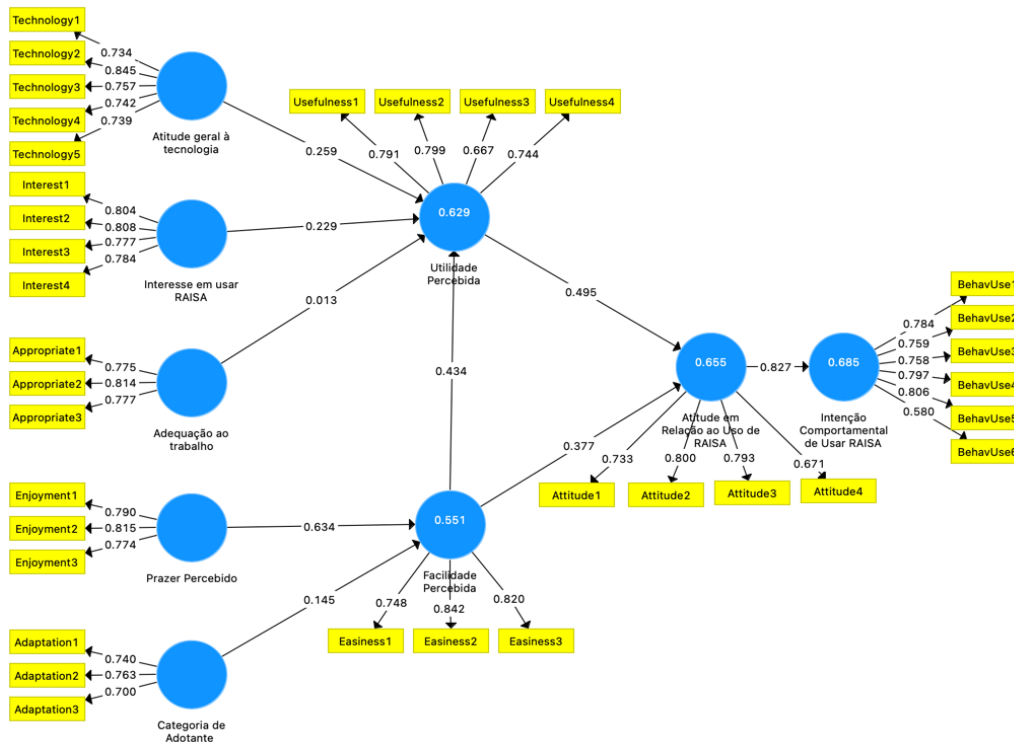 Technology1
Technology2
Technology3
Technology4
Technology5
0.734
0.845
0.757
0.742
0.739
Atitude geral à
tecnologia
0.259
Interest1
Interest2
Interest3
Interest4
0.804
0.808
0.777
0.784
Interesse em usar
RAISA
0.229
Appropriate1
Appropriate2
Appropriate3
0.775
0.814
0.777
Adequação ao
trabalho
0.013
Enjoyment1
Enjoyment2
Enjoyment3
0.790
0.815
0.774
Prazer Percebido
0.634
Adaptation1
Adaptation2
Adaptation3
0.740
0.763
0.700
Categoria de
Adotante
0.145
Usefulness1
Usefulness2
Usefulness3
Usefulness4
0.791
0.799
0.667
0.744
0.629
Utilidade
Percebida
0.495
0.434
0.551
Facilidade
Percebida
0.377
0.748
0.842
0.820
Easiness1
Easiness2
Easiness3
0.655
Atitude em
Relação ao Uso de
RAISA
0.827
0.733
0.800
0.793
0.671
Attitude1
Attitude2
Attitude3
Attitude4
0.685
Intenção
Comportamental
de Usar RAISA
0.784
0.759
0.758
0.797
0.806
0.580
BehavUse1
BehavUse2
BehavUse3
BehavUse4
BehavUse5
BehavUse6